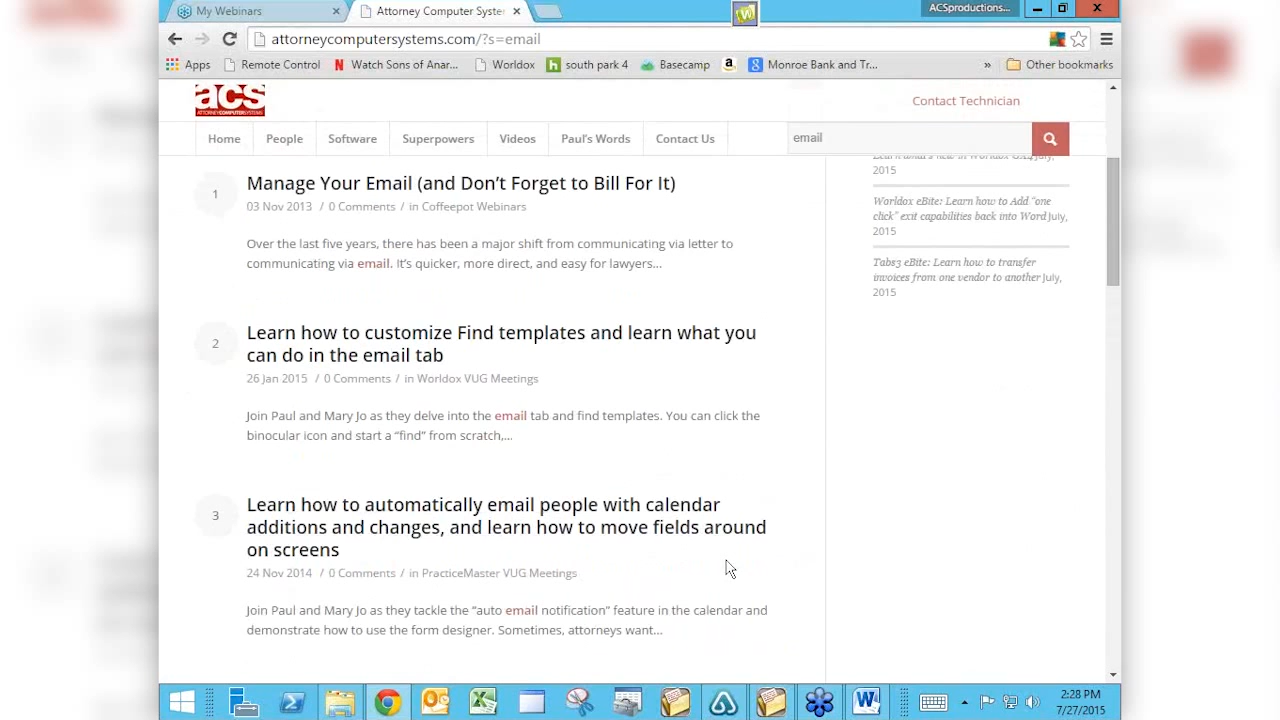 My Webinars
Attorney Computer Syste
ACSproductions...
attorneycomputersystems.com/?s=email
Apps
Remote Control
Watch Sons of Anar...
Worldox
south park 4
Basecamp
Monroe Bank and Tr...
»
Other bookmarks
acs
ATTORNEYCOMPUTERSYSTEMS
Contact Technician
Home
People
Software
Superpowers
Videos
Paul's Words
Contact Us
email
1
Manage Your Email (and Don’t Forget to Bill For It)
03 Nov 2013 / 0 Comments / in Coffeepot Webinars
Over the last five years, there has been a major shift from communicating via letter to
communicating via email. It’s quicker, more direct, and easy for lawyers...
2
Learn how to customize Find templates and learn what you
can do in the email tab
26 Jan 2015 / 0 Comments / in Worldox VUG Meetings
Join Paul and Mary Jo as they delve into the email tab and find templates. You can click the
binocular icon and start a “find” from scratch,...
3
Learn how to automatically email people with calendar
additions and changes, and learn how to move fields around
on screens
24 Nov 2014 / 0 Comments / in PracticeMaster VUG Meetings
Join Paul and Mary Jo as they tackle the “auto email notification” feature in the calendar and
demonstrate how to use the form designer. Sometimes, attorneys want...
Learn what's new in Worldox GX4 July,
2015
Worldox eBite: Learn how to Add “one
click” exit capabilities back into Word July,
2015
Tabs3 eBite: Learn how to transfer
invoices from one vendor to another July,
2015
2:28 PM
7/27/2015